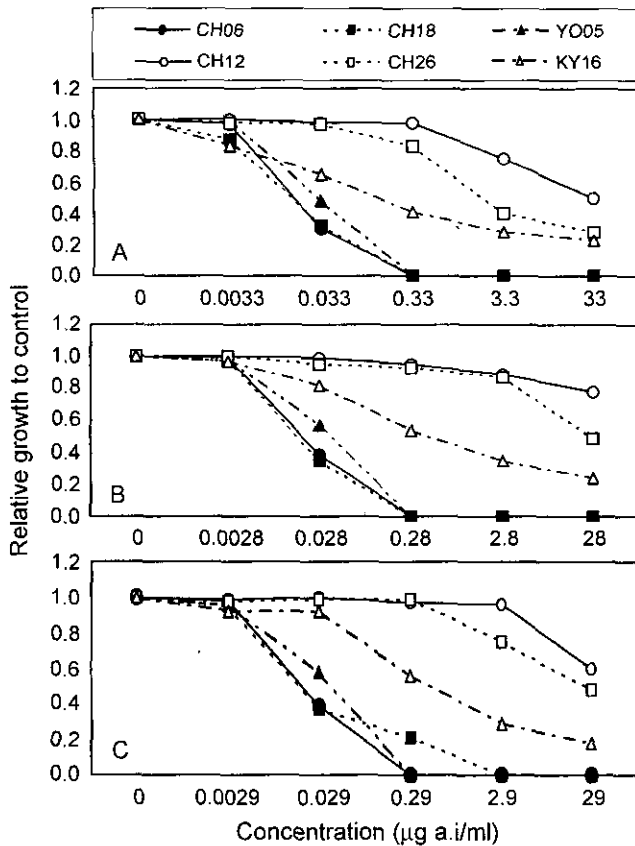 CH06 CH18 YO05
CH12 CH26 KY16
1.2
1.0
0.8
0.6
0.4
0.2
0.0
A
0 0.0033 0.033 0.33 3.3 33
1.2
1.0
0.8
0.6
0.4
0.2
0.0
B
0 0.0028 0.028 0.28 2.8 28
1.2
1.0
0.8
0.6
0.4
0.2
0.0
C
0 0.0029 0.029 0.29 2.9 29
Relative growth to control
Concentration (μg a.i/ml)